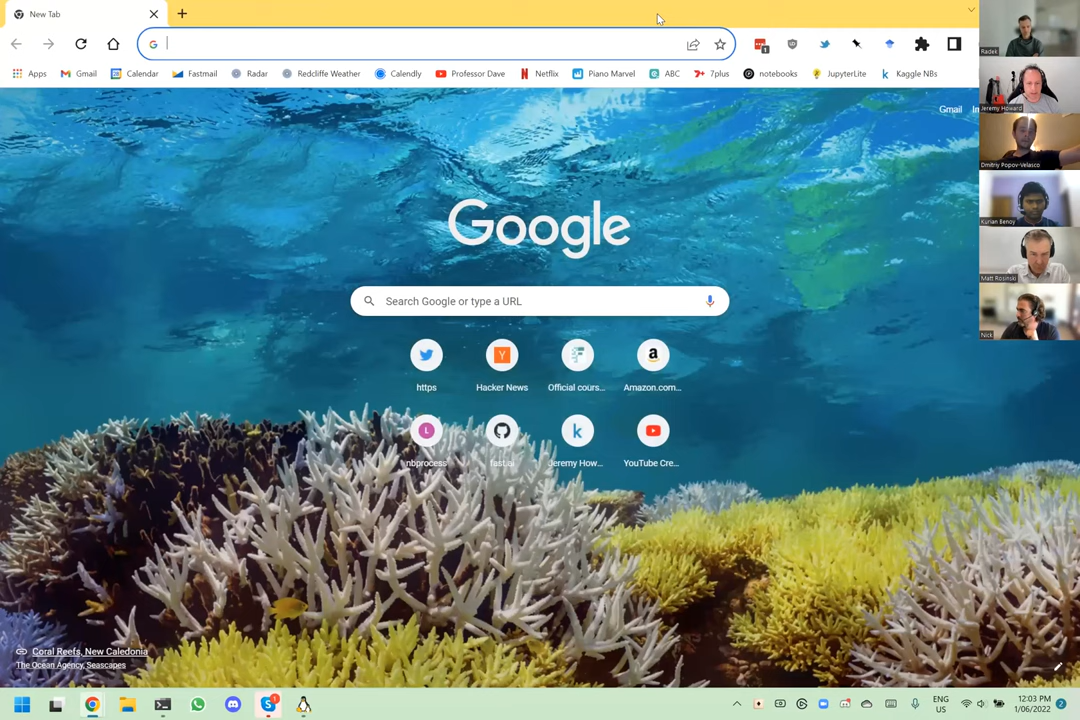 New Tab
Apps Gmail Calendar Fastmail Radar Redcliffe Weather Calendly Professor Dave Netflix Piano Marvel ABC 7plus notebooks JupyterLite Kaggle NBs
Gmail
Google
Search Google or type a URL
https Hacker News Official cours... Amazon.com...
nbprocess fast.ai Jeremy How... YouTube Cre...
Coral Reefs, New Caledonia
The Ocean Agency, Seascapes
Radek
Jeremy Howard
Dmitriy Popov-Velasco
Kurian Benoy
Matt Rosinski
Nick
ENG
US
12:03 PM
1/06/2022